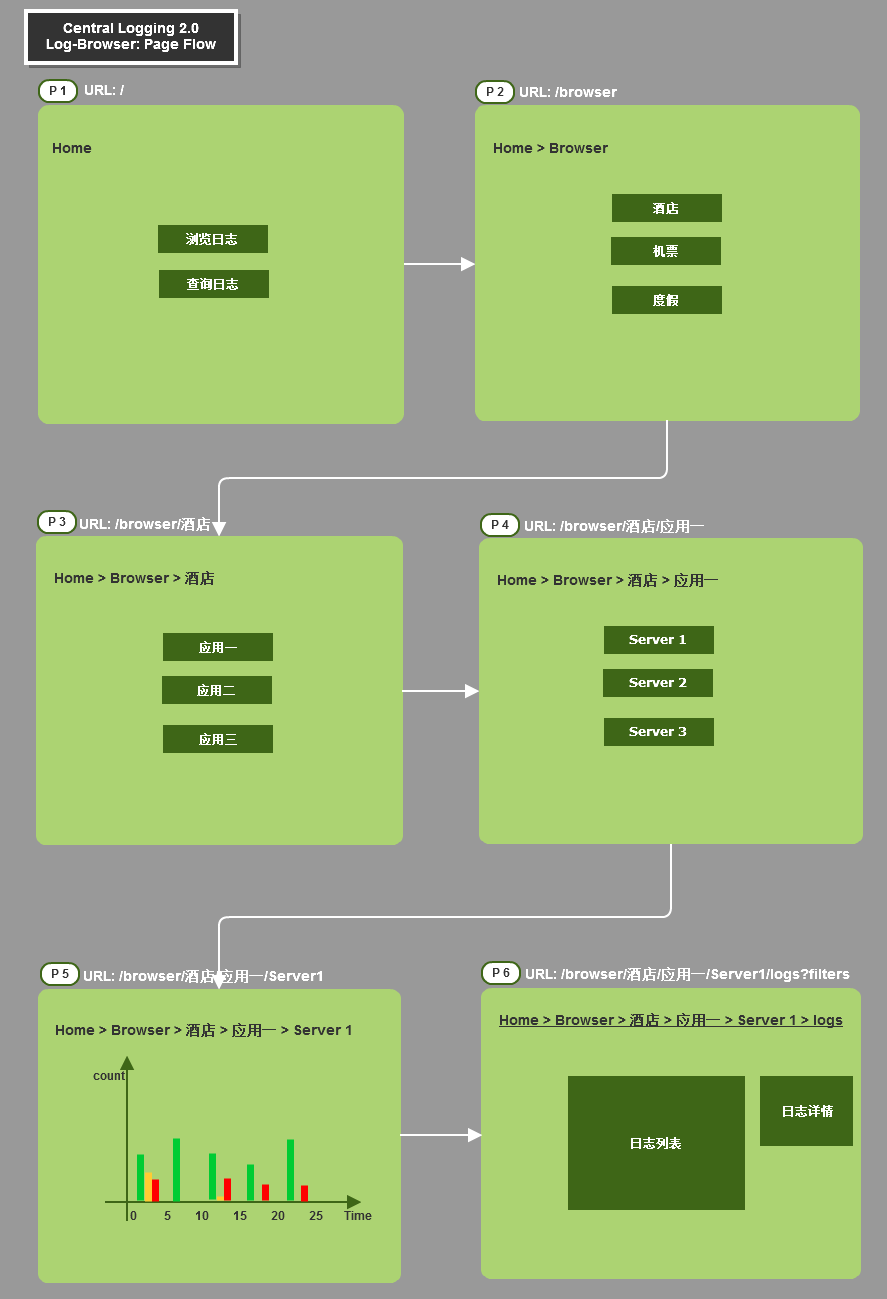 Central Logging 2.0
Log-Browser: Page Flow
P 1 URL: /
Home
浏览日志
查询日志
P 2 URL: /browser
Home > Browser
酒店
机票
度假
P 3 URL: /browser/酒店
Home > Browser > 酒店
应用一
应用二
应用三
P 4 URL: /browser/酒店/应用一
Home > Browser > 酒店 > 应用一
Server 1
Server 2
Server 3
P 5 URL: /browser/酒店/应用一/Server1
Home > Browser > 酒店 > 应用一 > Server 1
count
0 5 10 15 20 25 Time
P 6 URL: /browser/酒店/应用一/Server1/logs?filters
Home > Browser > 酒店 > 应用一 > Server 1 > logs
日志列表
日志详情